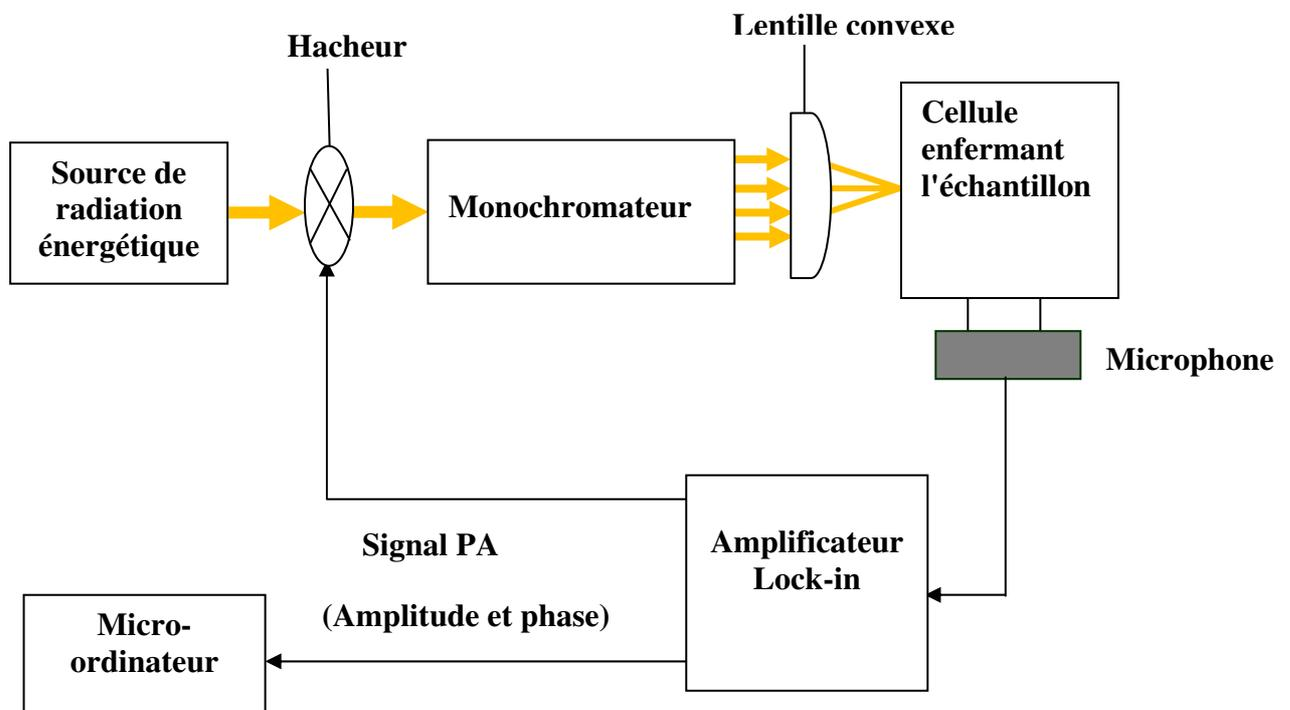 Lentille convexe
Hacheur
Cellule
enfermant
l'échantillon
Source de
radiation
énergétique
Monochromateur
Microphone
Signal PA
Amplificateur
Lock-in
(Amplitude et phase)
Micro-
ordinateur